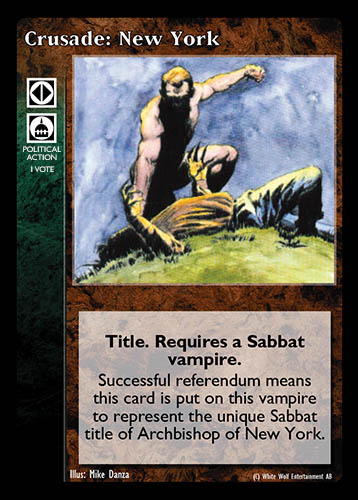 Crusade: New York
POLITICAL
ACTION
1 VOTE
Title. Requires a Sabbat
vampire.
Successful referendum means
this card is put on this vampire
to represent the unique Sabbat
title of Archbishop of New York.
Illus: Mike Danza
(C) White Wolf Entertainment AB